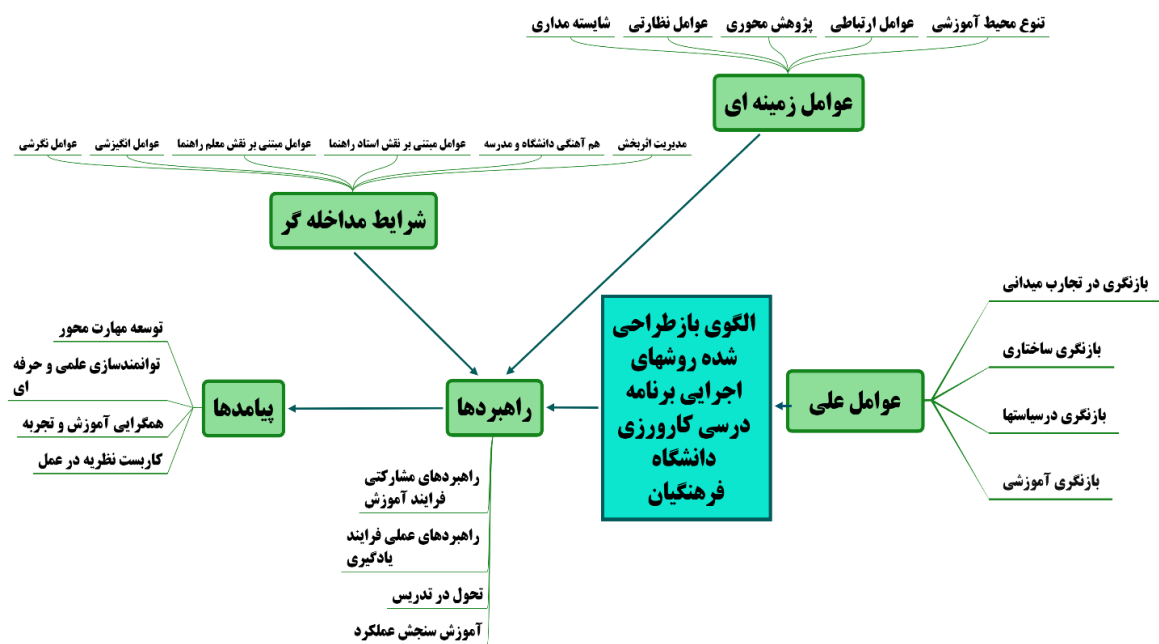 تنوع محیط آموزشی
عوامل ارتباطی
پژوهش محوری
عوامل نظارتی
شایسته مداری
عوامل زمینه ای
مدیریت اثربخش
هم آهنگی دانشگاه و مدرسه
عوامل مبتنی بر نقش استاد راهنما
عوامل مبتنی بر نقش معلم راهنما
عوامل انگیزشی
عوامل نگرشی
شرایط مداخله گر
بازنگری در تجارب میدانی
بازنگری ساختاری
بازنگری درسیاستها
بازنگری آموزشی
عوامل علی
الگوی بازطراحی
شده روشهای
اجرایی برنامه
درسی کارورزی
دانشگاه
فرهنگیان
راهبردها
راهبردهای مشارکتی
فرایند آموزش
راهبردهای عملی فرایند
یادگیری
تحول در تدریس
آموزش سنجش عملکرد
پیامدها
توسعه مهارت محور
توانمندسازی علمی و حرفه
ای
همگرایی آموزش و تجربه
کاربست نظریه در عمل